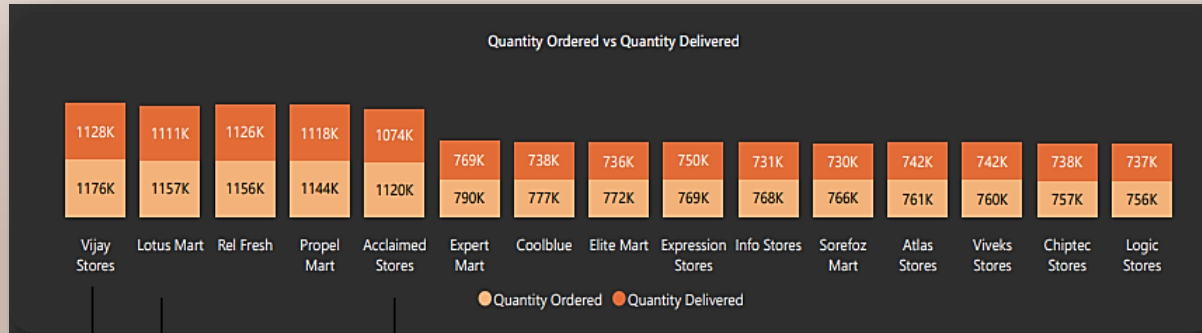 Quantity Ordered vs Quantity Delivered
1128K 1111K 1126K 1118K 1074K 769K 738K 736K 750K 731K 730K 742K 742K 738K 737K
1176K 1157K 1156K 1144K 1120K 790K 777K 772K 769K 768K 766K 761K 760K 757K 756K
Vijay Lotus Mart Rel Fresh Propel Acclaimed Expert Coolblue Elite Mart Expression Info Stores Sorefoz Atlas Viveks Chiptec Logic
Stores Mart Stores Mart Stores Mart Stores Stores Stores Stores
Quantity Ordered Quantity Delivered